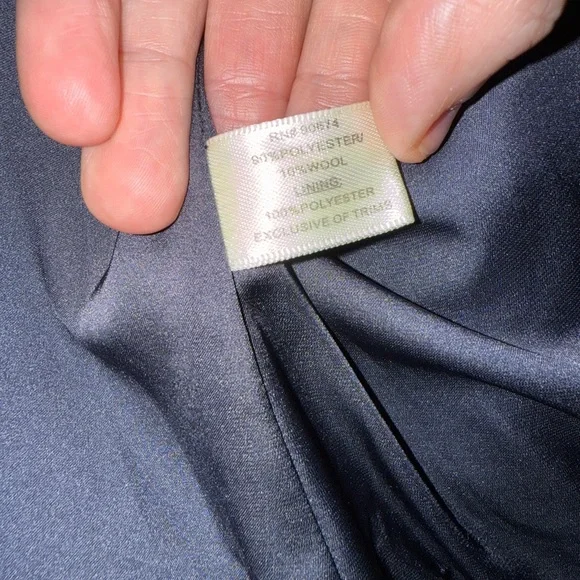 RN# 90674
90%POLYESTER/
10%WOOL
LINING:
100%POLYESTER
EXCLUSIVE OF TRIMS